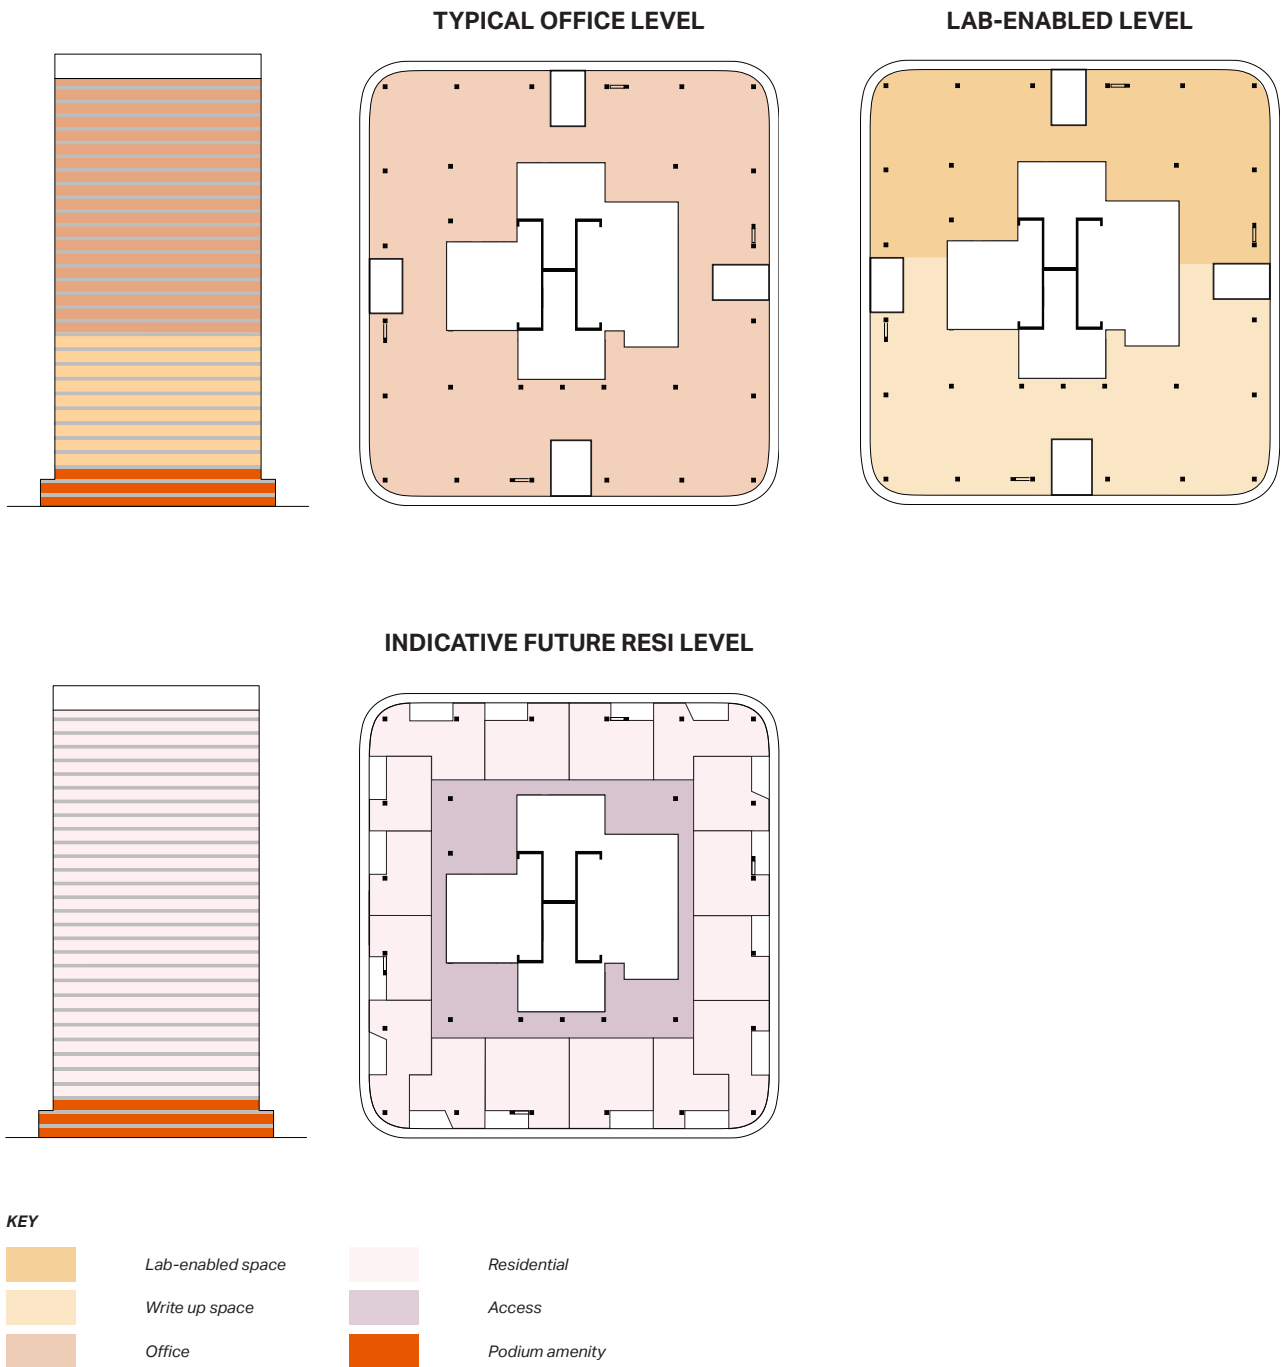 TYPICAL OFFICE LEVEL
LAB-ENABLED LEVEL
INDICATIVE FUTURE RESI LEVEL
KEY
Lab-enabled space
Residential
Write up space
Access
Office
Podium amenity